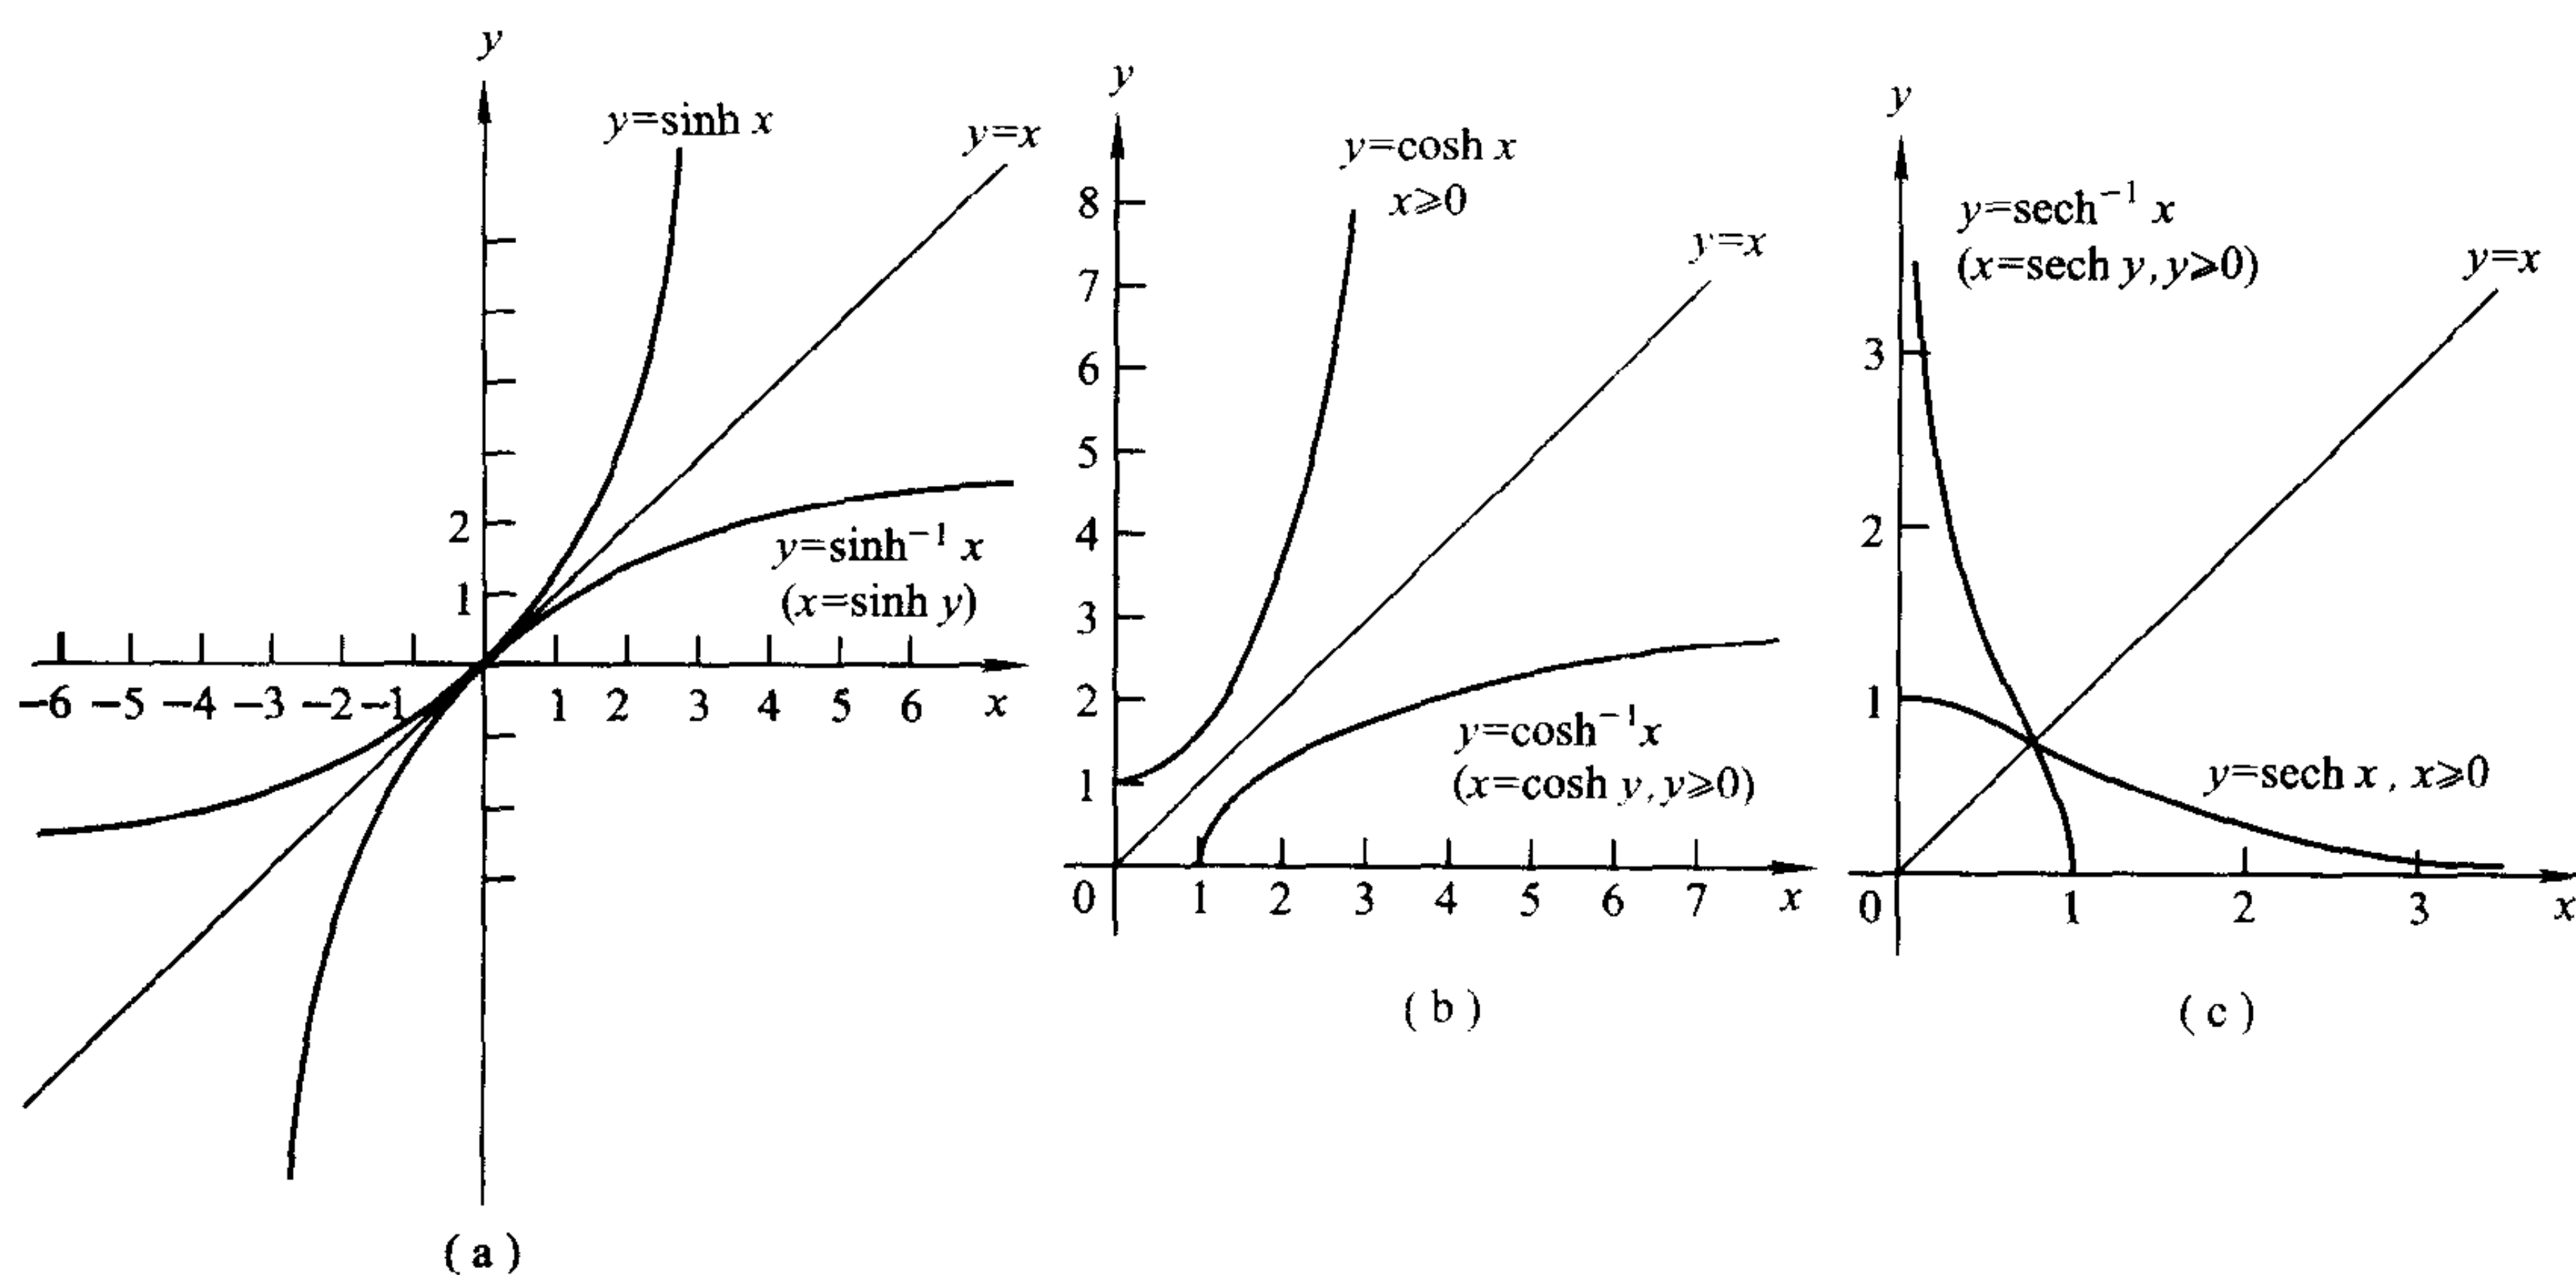 y
y=sinh x
y=x
2
1
y=sinh⁻¹ x
(x=sinh y)
−6 −5 −4 −3 −2 −1 1 2 3 4 5 6 x
(a)
y
y=cosh x
x⩾0
y=x
8
7
6
5
4
3
2
1
y=cosh⁻¹x
(x=cosh y, y⩾0)
0 1 2 3 4 5 6 7 x
(b)
y
y=sech⁻¹ x
(x=sech y, y⩾0)
y=x
3
2
1
y=sech x, x⩾0
0 1 2 3 x
(c)